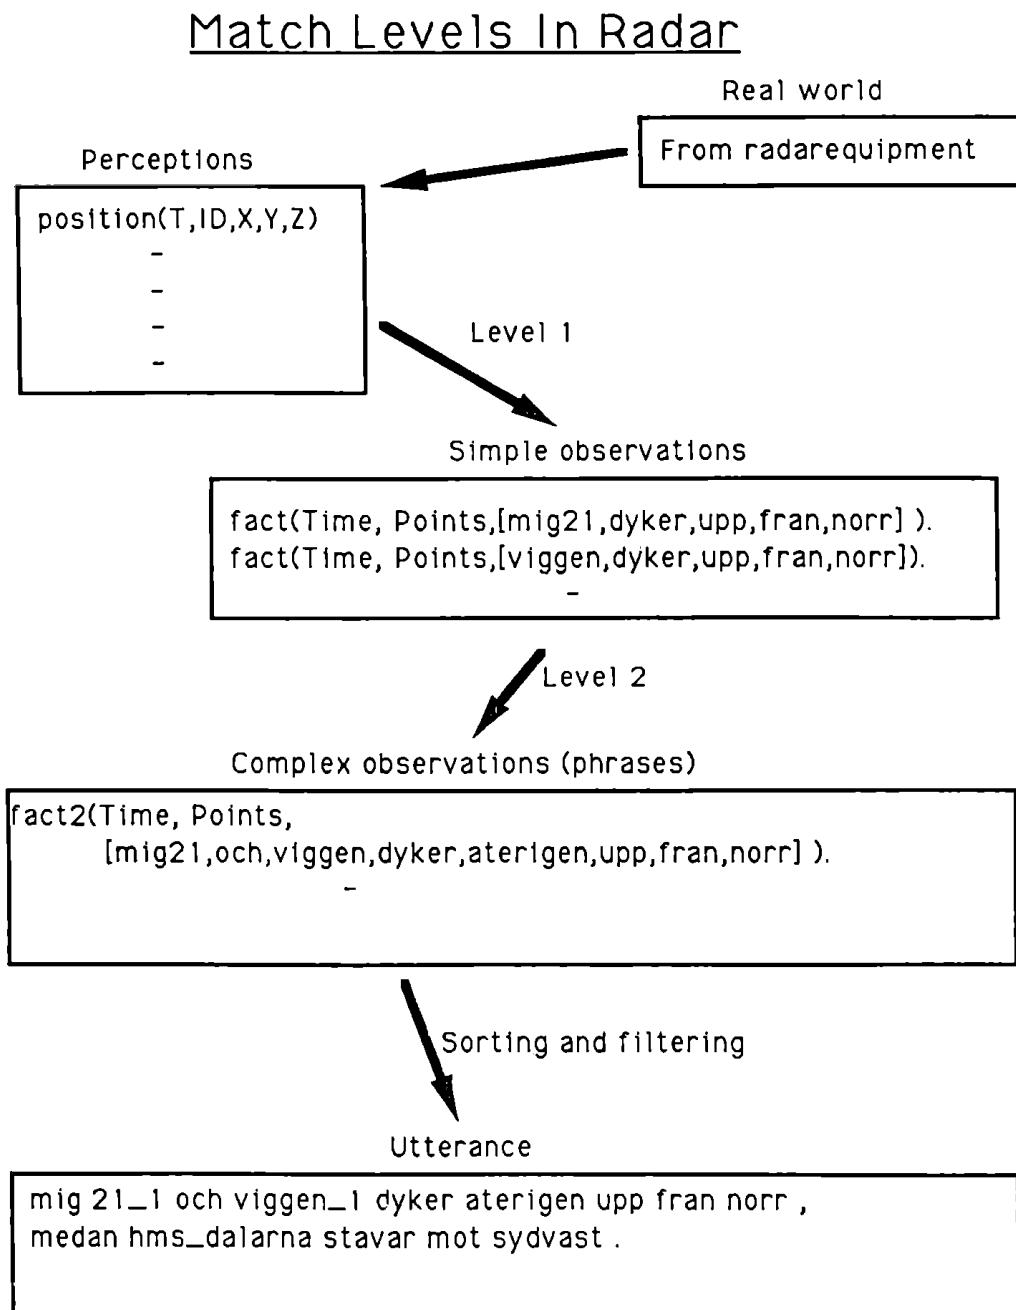 Match Levels In Radar
Real world
From radarequipment
Perceptions
position(T,ID,X,Y,Z)
-
-
-
-
Level 1
Simple observations
fact(Time, Points,[mig21,dyker,upp,fran,norr] ).
fact(Time, Points,[viggen,dyker,upp,fran,norr]).
-
Level 2
Complex observations (phrases)
fact2(Time, Points,
[mig21,och,viggen,dyker,aterigen,upp,fran,norr] ).
-
Sorting and filtering
Utterance
mig 21_1 och viggen_1 dyker aterigen upp fran norr ,
medan hms_dalarna stavar mot sydvast .